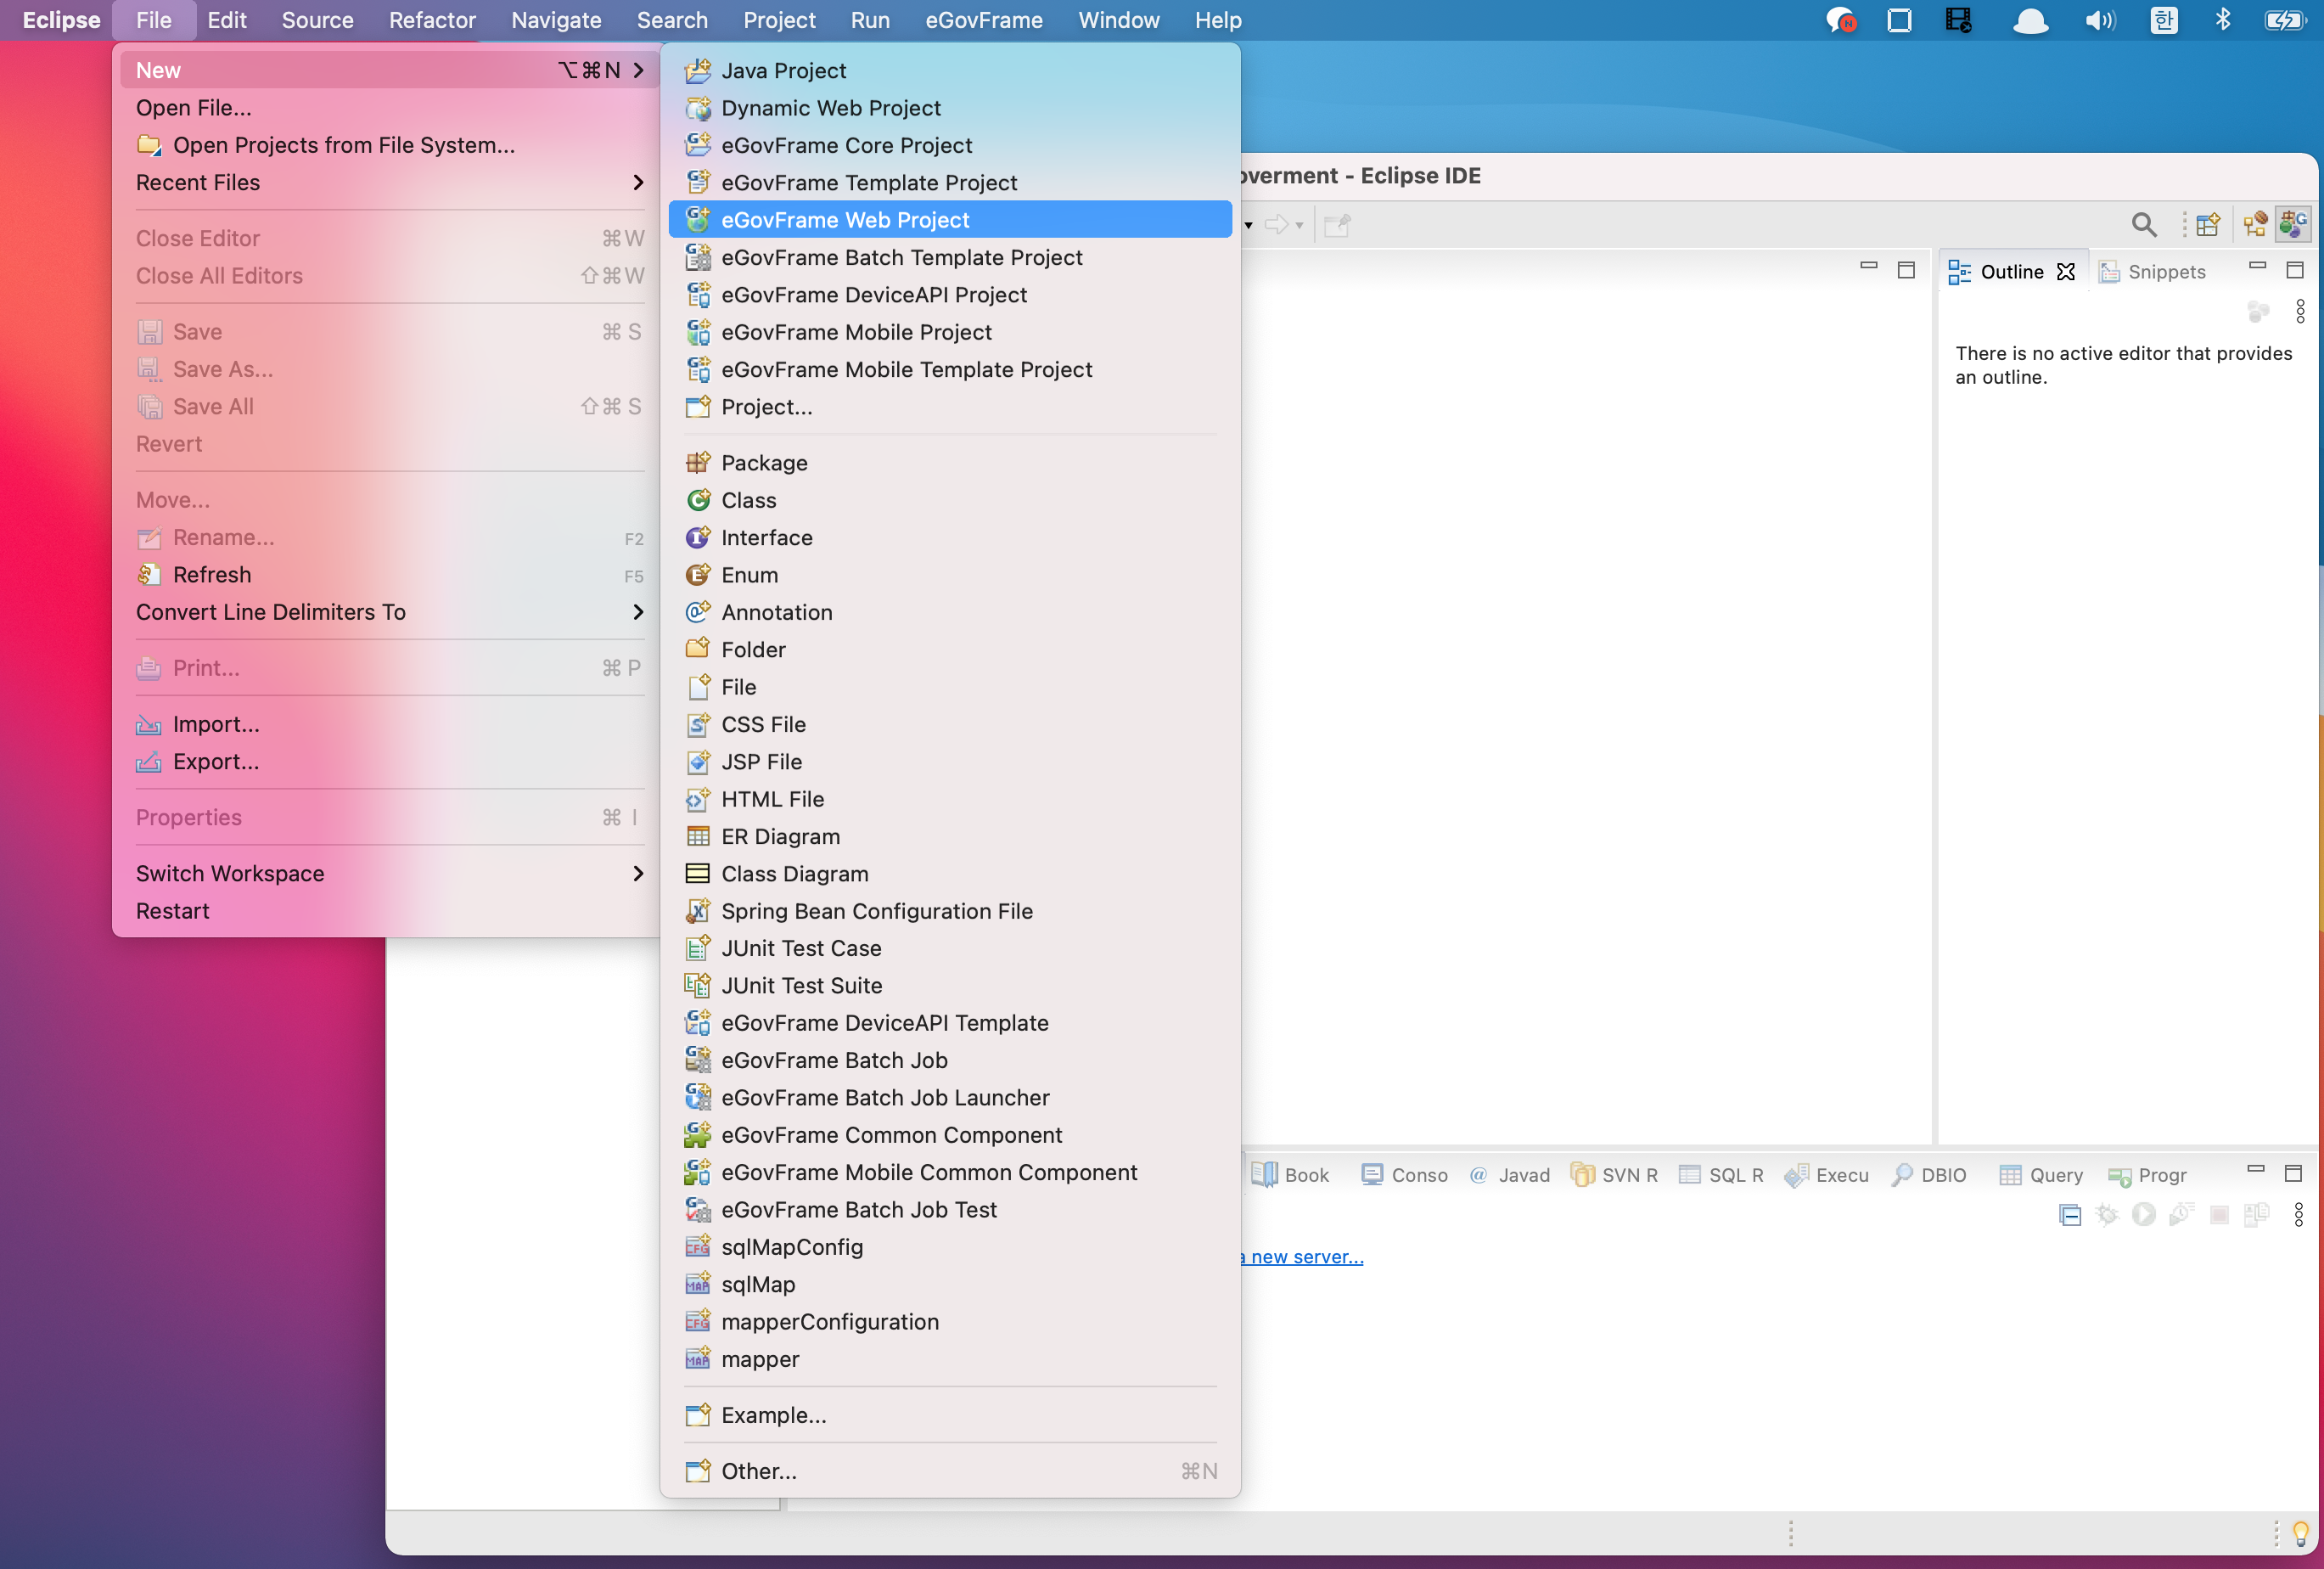 Eclipse File Edit Source Refactor Navigate Search Project Run eGovFrame Window Help
N 한
New ⌥⌘N
Open File...
Open Projects from File System...
Recent Files
Close Editor ⌘W
Close All Editors ⇧⌘W
Save ⌘S
Save As...
Save All ⇧⌘S
Revert
Move...
Rename... F2
Refresh F5
Convert Line Delimiters To
Print... ⌘P
Import...
Export...
Properties ⌘I
Switch Workspace
Restart
Java Project
Dynamic Web Project
eGovFrame Core Project
eGovFrame Template Project
eGovFrame Web Project
eGovFrame Batch Template Project
eGovFrame DeviceAPI Project
eGovFrame Mobile Project
eGovFrame Mobile Template Project
Project...
Package
Class
Interface
Enum
Annotation
Folder
File
CSS File
JSP File
HTML File
ER Diagram
Class Diagram
Spring Bean Configuration File
JUnit Test Case
JUnit Test Suite
eGovFrame DeviceAPI Template
eGovFrame Batch Job
eGovFrame Batch Job Launcher
eGovFrame Common Component
eGovFrame Mobile Common Component
eGovFrame Batch Job Test
sqlMapConfig
sqlMap
mapperConfiguration
mapper
Example...
Other... ⌘N
overment - Eclipse IDE
Outline Snippets
There is no active editor that provides
an outline.
Book Conso Javad SVN R SQL R Execu DBIO Query Progr
a new server...